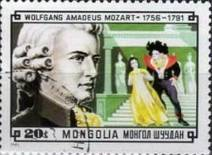 WOLFGANG AMADEUS MOZART - 1756-1791
20₮ MONGOLIA МОНГОЛ ШУУДАН